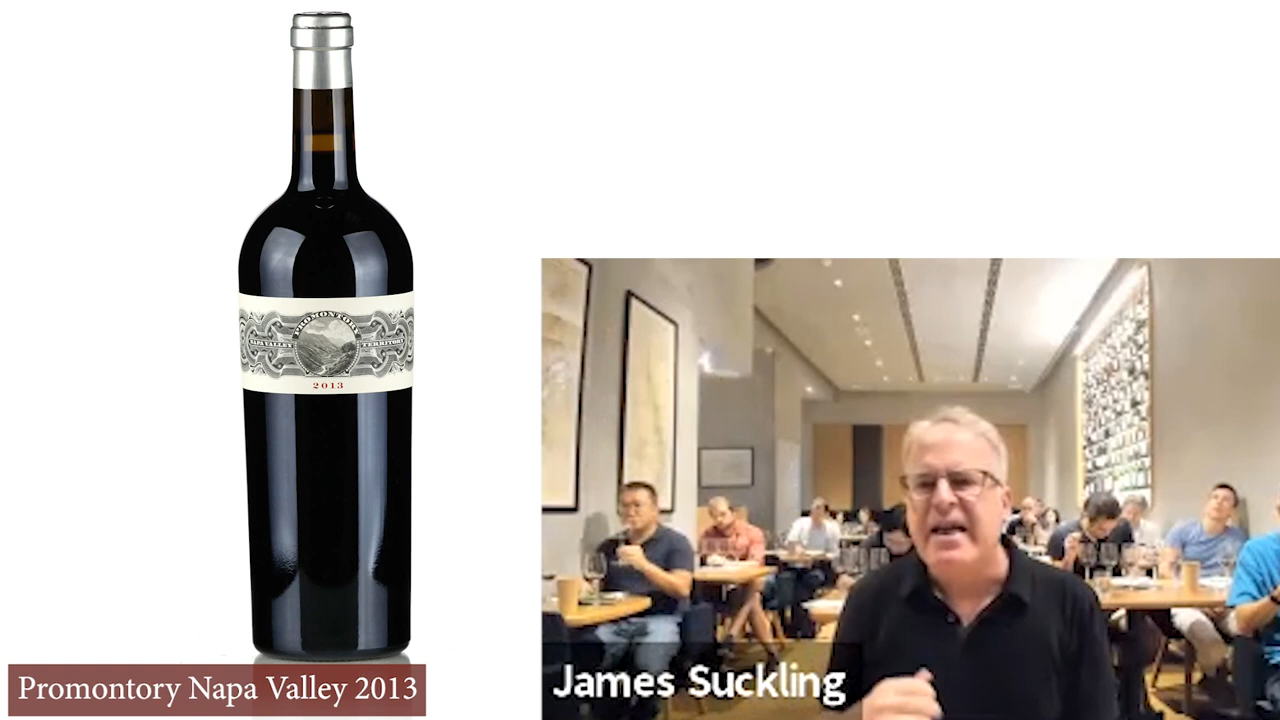 PROMONTORY
NAPA VALLEY TERRITORY
2013
Promontory Napa Valley 2013
James Suckling